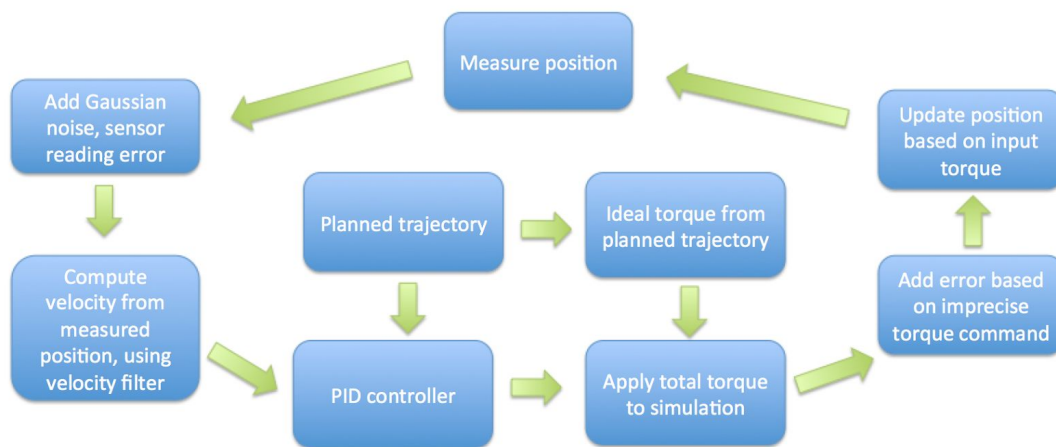 Measure position
Add Gaussian
noise, sensor
reading error
Update position
based on input
torque
Planned trajectory
Ideal torque from
planned trajectory
Compute
velocity from
measured
position, using
velocity filter
Add error based
on imprecise
torque command
PID controller
Apply total torque
to simulation